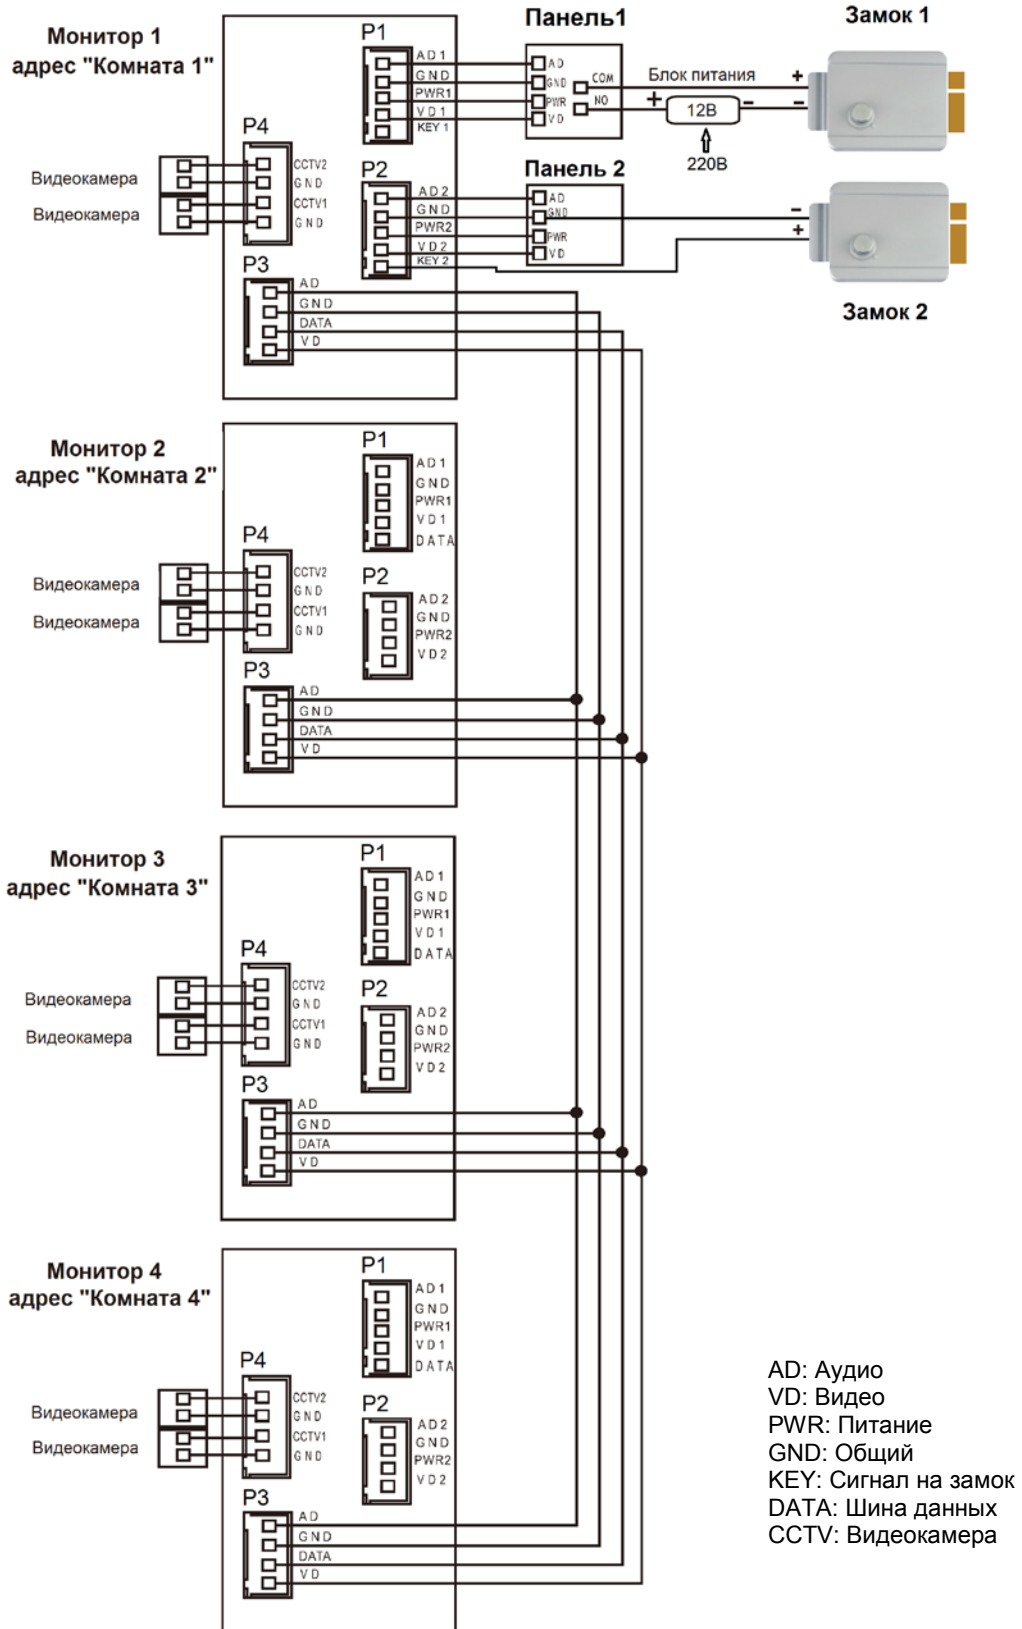 Монитор 1
адрес "Комната 1"
P1
AD1
GND
PWR1
VD1
KEY1
P4
CCTV2
GND
CCTV1
GND
Видеокамера
Видеокамера
P2
AD2
GND
PWR2
VD2
KEY2
P3
AD
GND
DATA
VD
Панель1
AD
GND
PWR
VD
COM
NO
Блок питания
+
12В
-
220В
+
-
Замок 1
Панель 2
AD
GND
PWR
VD
-
+
Замок 2
Монитор 2
адрес "Комната 2"
P1
AD1
GND
PWR1
VD1
DATA
P4
CCTV2
GND
CCTV1
GND
Видеокамера
Видеокамера
P2
AD2
GND
PWR2
VD2
P3
AD
GND
DATA
VD
Монитор 3
адрес "Комната 3"
P1
AD1
GND
PWR1
VD1
DATA
P4
CCTV2
GND
CCTV1
GND
Видеокамера
Видеокамера
P2
AD2
GND
PWR2
VD2
P3
AD
GND
DATA
VD
Монитор 4
адрес "Комната 4"
P1
AD1
GND
PWR1
VD1
DATA
P4
CCTV2
GND
CCTV1
GND
Видеокамера
Видеокамера
P2
AD2
GND
PWR2
VD2
P3
AD
GND
DATA
VD
AD: Аудио
VD: Видео
PWR: Питание
GND: Общий
KEY: Сигнал на замок
DATA: Шина данных
CCTV: Видеокамера